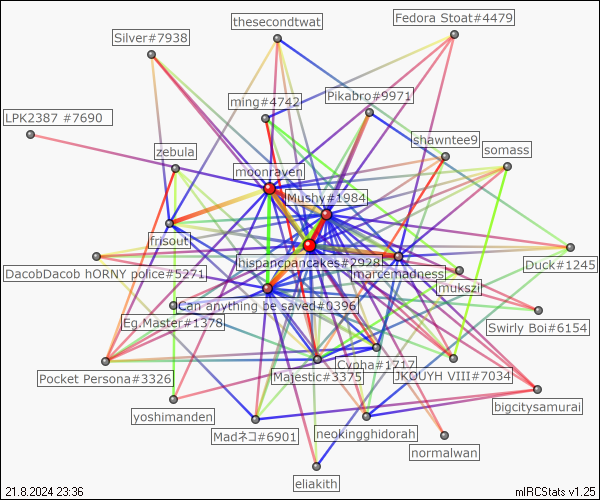 thesecondtwat
Fedora Stoat#4479
Silver#7938
ming#4742
Pikabro#9971
LPK2387 #7690
shawntee9
zebula
somass
moonraven
Mushy#1984
frisout
hispancpancakes#2928
DacobDacob hORNY police#5271
marcemadness
Duck#1245
mukszi
Can anything be saved#0396
Eg.Master#1378
Swirly Boi#6154
Cypha#1717
Pocket Persona#3326
Majestic#3375
JKOUYH VIII#7034
bigcitysamurai
yoshimanden
Madネコ#6901
neokingghidorah
normalwan
eliakith
21.8.2024 23:36
mIRCStats v1.25